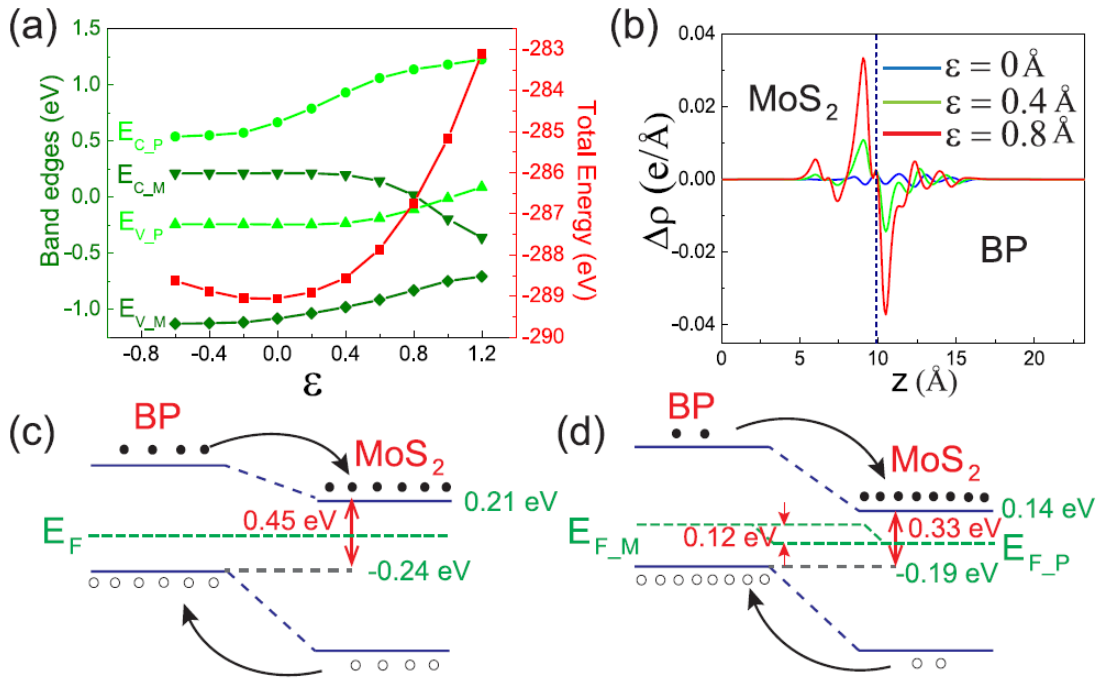 (a)
1.5
1.0
0.5
0.0
-0.5
-1.0
Band edges (eV)
E_C_P
E_C_M
E_V_P
E_V_M
-283
-284
-285
-286
-287
-288
-289
-290
Total Energy (eV)
-0.8 -0.4 0.0 0.4 0.8 1.2
ε
(b)
0.04
0.02
0.00
-0.02
-0.04
Δρ (e/Å)
MoS₂
ε = 0 Å
ε = 0.4 Å
ε = 0.8 Å
BP
0 5 10 15 20
z (Å)
(c)
BP
MoS₂
0.21 eV
0.45 eV
E_F
-0.24 eV
(d)
BP
MoS₂
0.14 eV
0.33 eV
0.12 eV
E_F_M
E_F_P
-0.19 eV